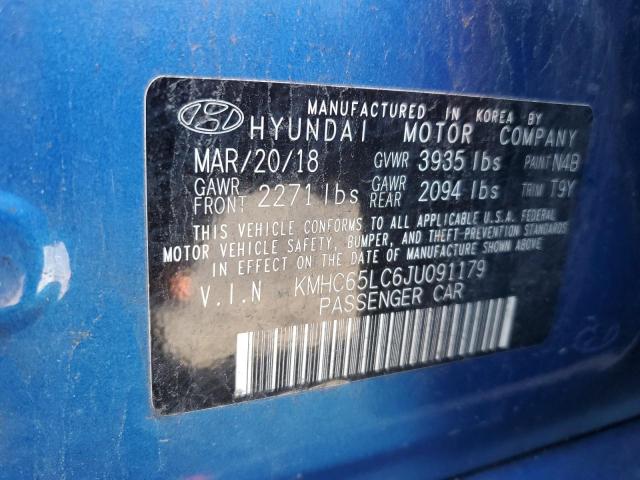 MANUFACTURED IN KOREA BY
HYUNDAI MOTOR COMPANY
MAR/20/18 GVWR 3935 lbs PAINT N4B
GAWR FRONT 2271 lbs GAWR REAR 2094 lbs TRIM T9Y
THIS VEHICLE CONFORMS TO ALL APPLICABLE U.S.A. FEDERAL
MOTOR VEHICLE SAFETY, BUMPER, AND THEFT-PREVENTION STANDARDS
IN EFFECT ON THE DATE OF MANUFACTURE SHOWN ABOVE.
V.I.N KMHC65LC6JU091179
PASSENGER CAR